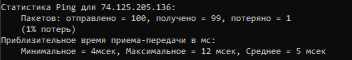 Статистика Ping для 74.125.205.136:
Пакетов: отправлено = 100, получено = 99, потеряно = 1
(1% потерь)
Приблизительное время приема-передачи в мс:
Минимальное = 4мсек, Максимальное = 12 мсек, Среднее = 5 мсек